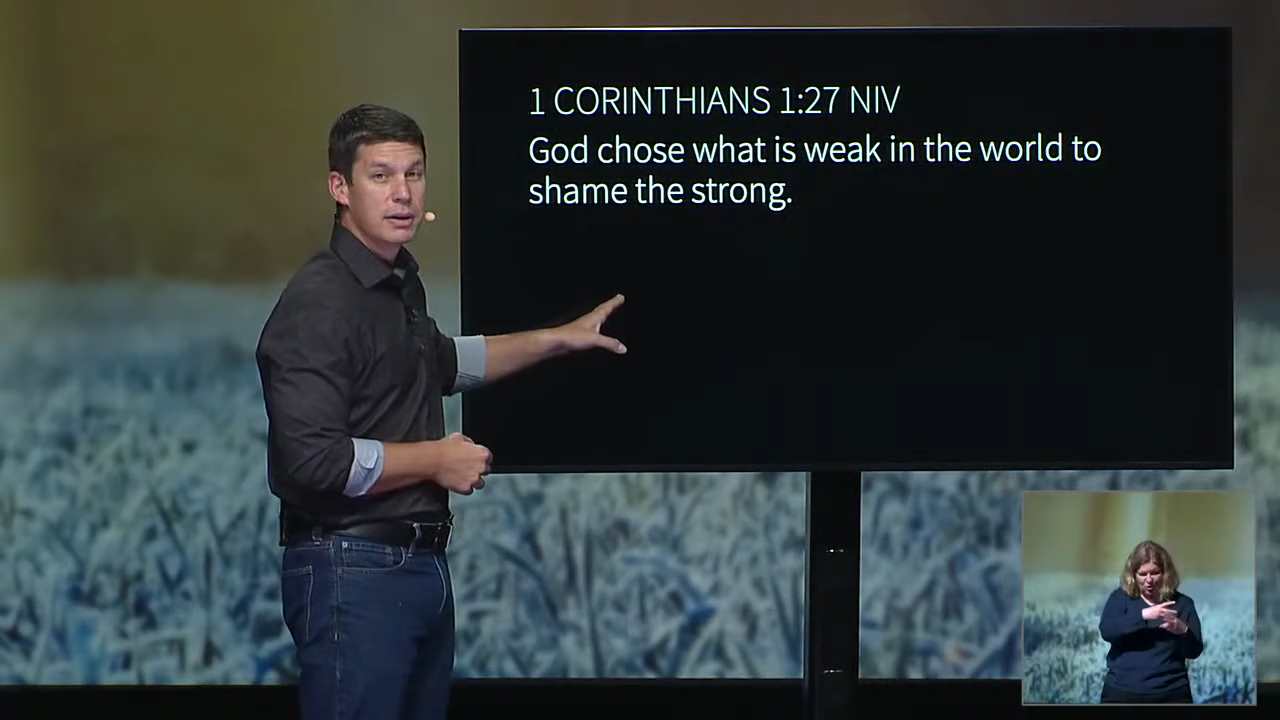 1 CORINTHIANS 1:27 NIV
God chose what is weak in the world to
shame the strong.